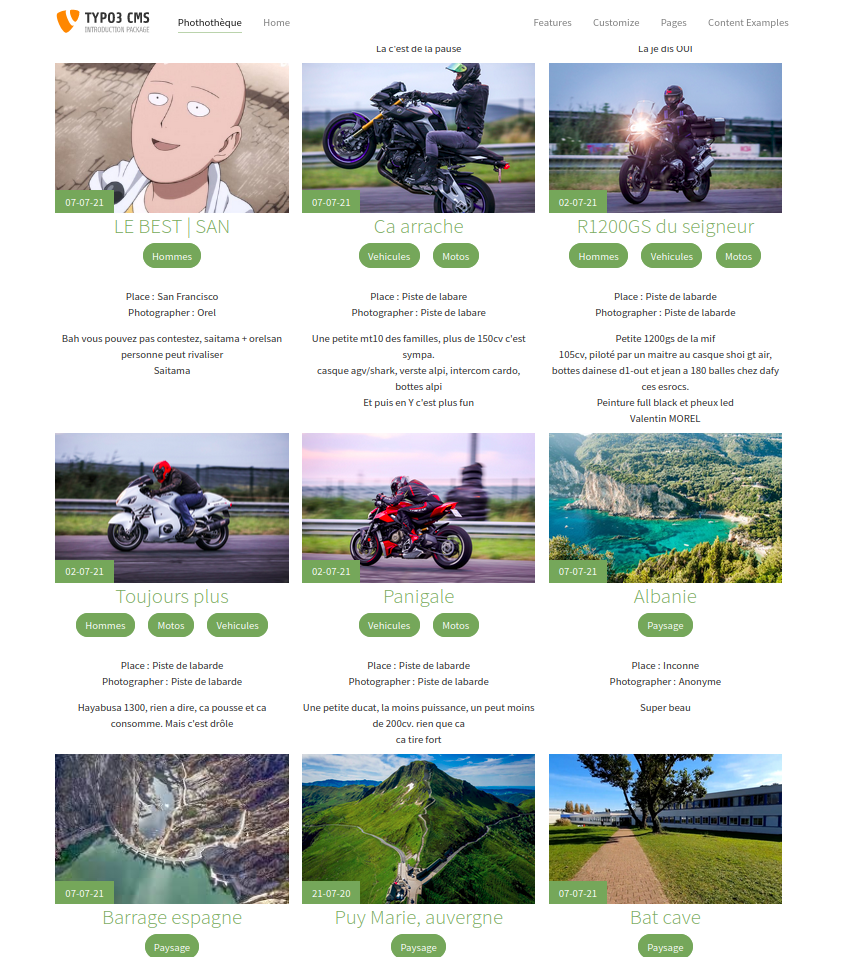 TYPO3 CMS
INTRODUCTION PACKAGE
Phothothèque
Home
Features
Customize
Pages
Content Examples
La c'est de la pause
La je dis OUI
07-07-21
LE BEST | SAN
Hommes
Place : San Francisco
Photographer : Orel
Bah vous pouvez pas contestez, saitama + orelsan
personne peut rivaliser
Saitama
07-07-21
Ca arrache
Vehicules
Motos
Place : Piste de labare
Photographer : Piste de labare
Une petite mt10 des familles, plus de 150cv c'est
sympa.
casque agv/shark, verste alpi, intercom cardo,
bottes alpi
Et puis en Y c'est plus fun
02-07-21
R1200GS du seigneur
Hommes
Vehicules
Motos
Place : Piste de labarde
Photographer : Piste de labarde
Petite 1200gs de la mif
105cv, piloté par un maitre au casque shoi gt air,
bottes dainese d1-out et jean a 180 balles chez dafy
ces esrocs.
Peinture full black et pheux led
Valentin MOREL
02-07-21
Toujours plus
Hommes
Motos
Vehicules
Place : Piste de labarde
Photographer : Piste de labarde
Hayabusa 1300, rien a dire, ca pousse et ca
consomme. Mais c'est drôle
02-07-21
Panigale
Vehicules
Motos
Place : Piste de labarde
Photographer : Piste de labarde
Une petite ducat, la moins puissance, un peut moins
de 200cv. rien que ca
ca tire fort
07-07-21
Albanie
Paysage
Place : Inconne
Photographer : Anonyme
Super beau
07-07-21
Barrage espagne
Paysage
21-07-20
Puy Marie, auvergne
Paysage
07-07-21
Bat cave
Paysage